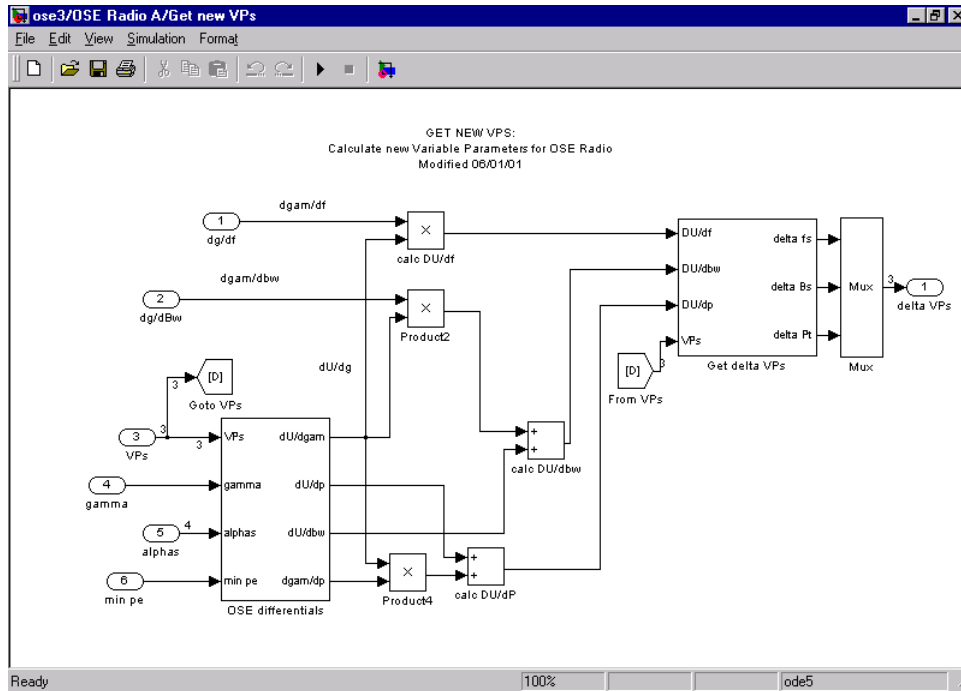 ose3/OSE Radio A/Get new VPs
File Edit View Simulation Format
GET NEW VPS:
Calculate new Variable Parameters for OSE Radio
Modified 06/01/01
dgam/df
1
dg/df
×
calc DU/df
DU/df
delta fs
DU/dbw
dgam/dbw
2
dg/dBw
×
Product2
delta Bs
Mux
3
1
delta VPs
DU/dp
VPs
delta Pt
Get delta VPs
Mux
dU/dg
[D]
Goto VPs
3
[D]
3
From VPs
3
3
VPs
3
VPs
dU/dgam
+
+
calc DU/dbw
4
gamma
gamma
dU/dp
5
4
alphas
alphas
dU/dbw
6
min pe
min pe
dgam/dp
OSE differentials
×
Product4
+
+
calc DU/dP
Ready 100% ode5